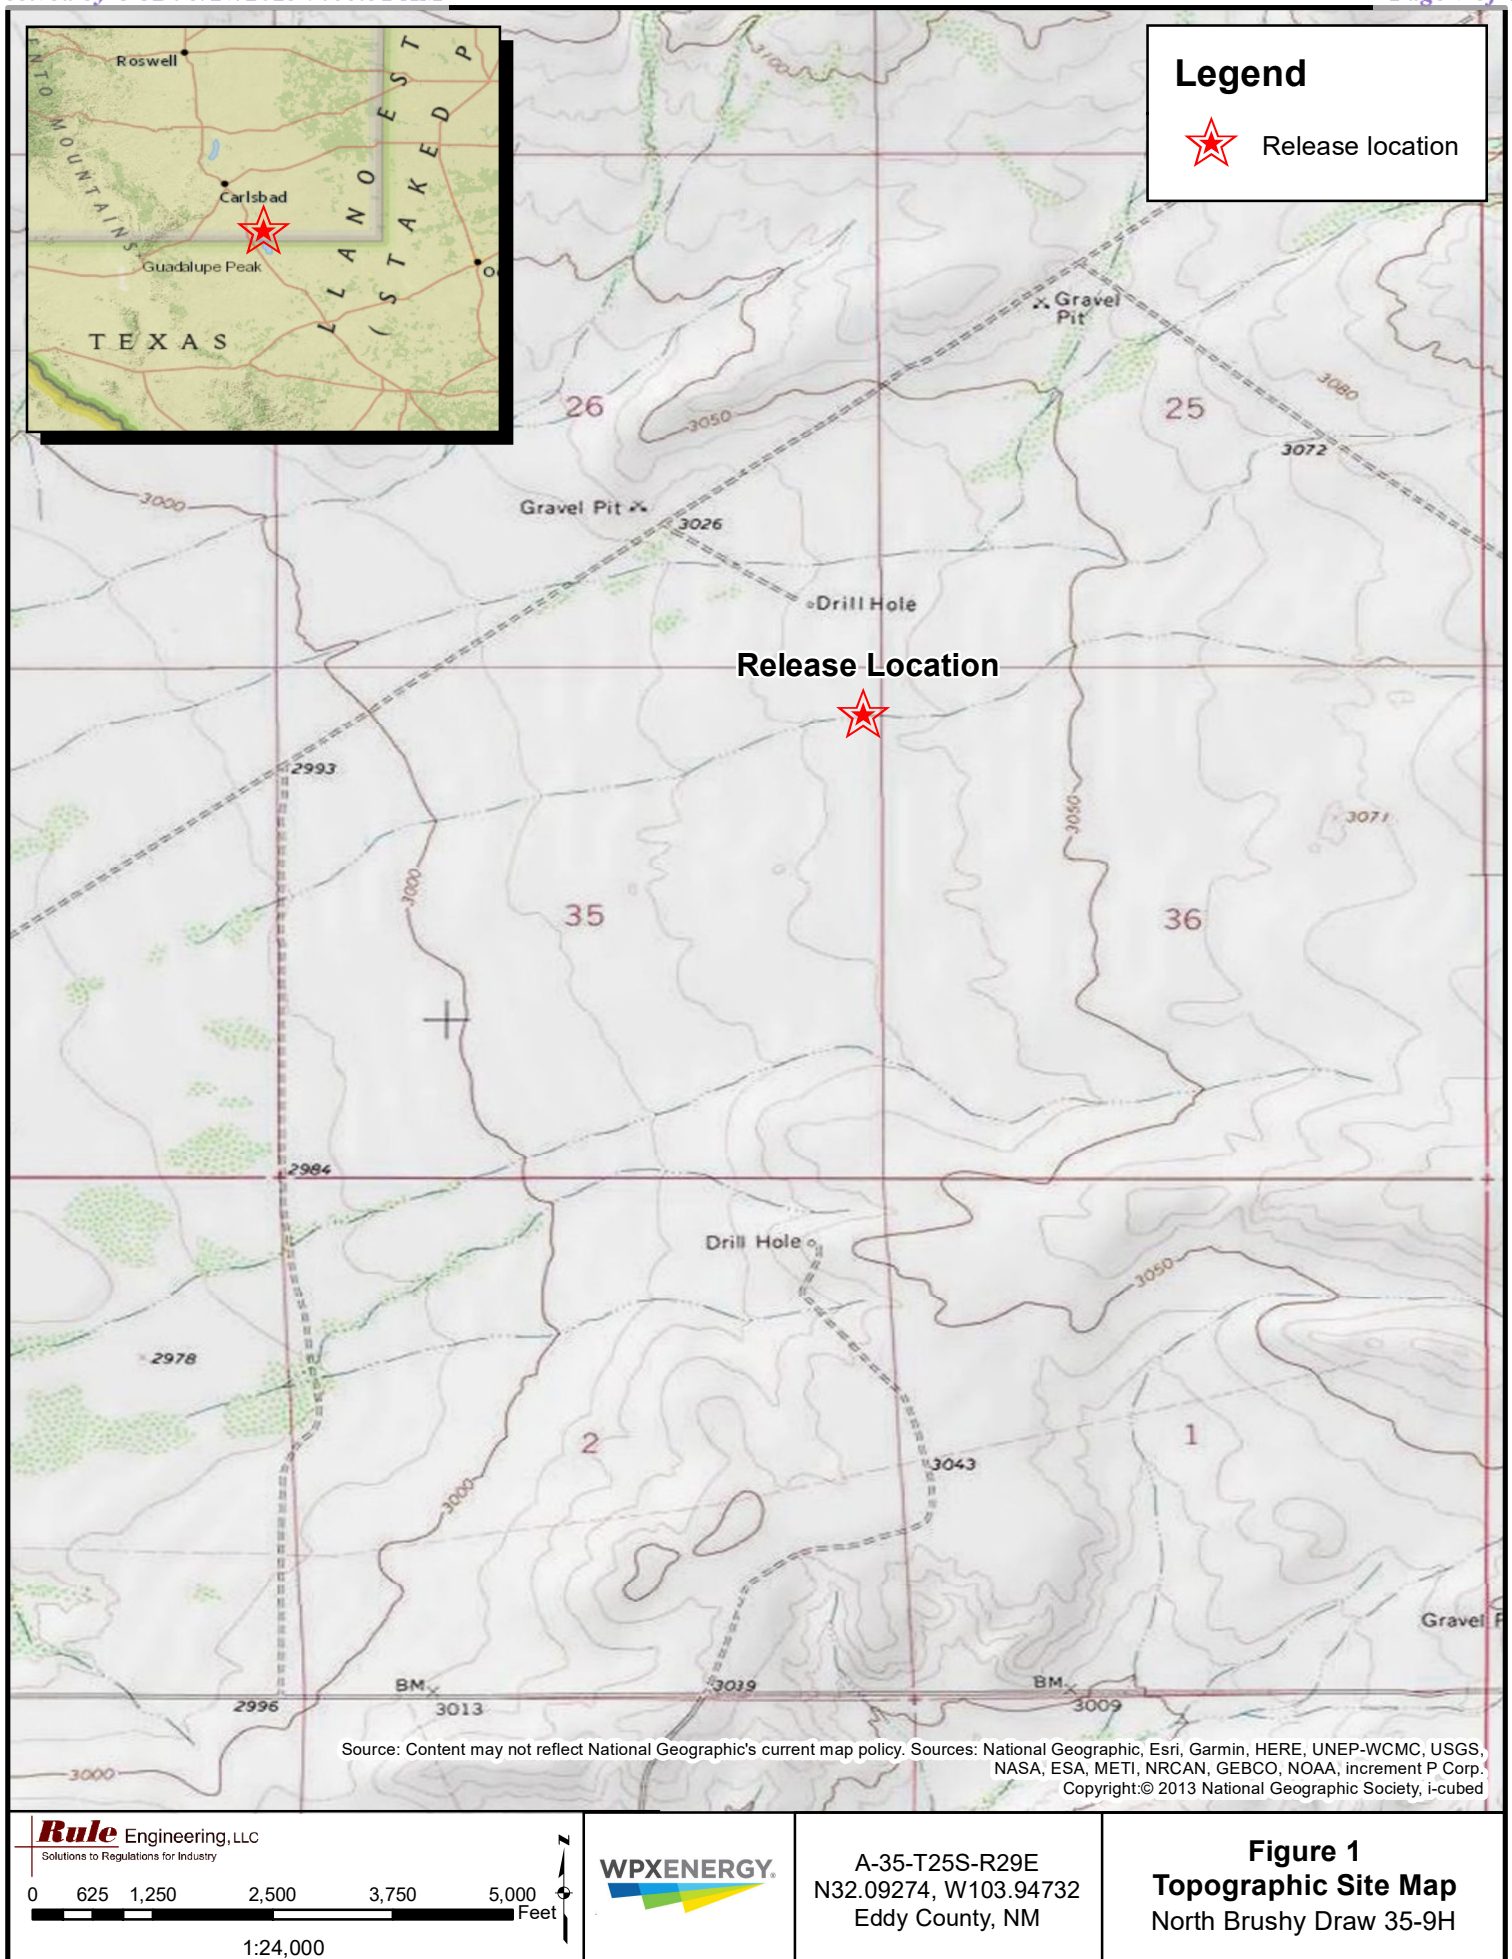 Roswell
Carlsbad
Guadalupe Peak
TEXAS
MOUNTAINS
LLANO EST
(STAKED P
Legend
Release location
3100
Gravel
Pit
26
3050
25
3080
3072
3000
Gravel Pit
3026
Drill Hole
Release Location
2993
3050
3071
3000
35
36
2984
Drill Hole
3050
2978
2
1
3043
3000
Gravel P
BM
3039
BM
2996
3013
3009
3000
Source: Content may not reflect National Geographic's current map policy. Sources: National Geographic, Esri, Garmin, HERE, UNEP-WCMC, USGS,
NASA, ESA, METI, NRCAN, GEBCO, NOAA, increment P Corp.
Copyright:© 2013 National Geographic Society, i-cubed
Rule Engineering, LLC
Solutions to Regulations for Industry
0 625 1,250 2,500 3,750 5,000
Feet
1:24,000
N
WPXENERGY®
A-35-T25S-R29E
N32.09274, W103.94732
Eddy County, NM
Figure 1
Topographic Site Map
North Brushy Draw 35-9H